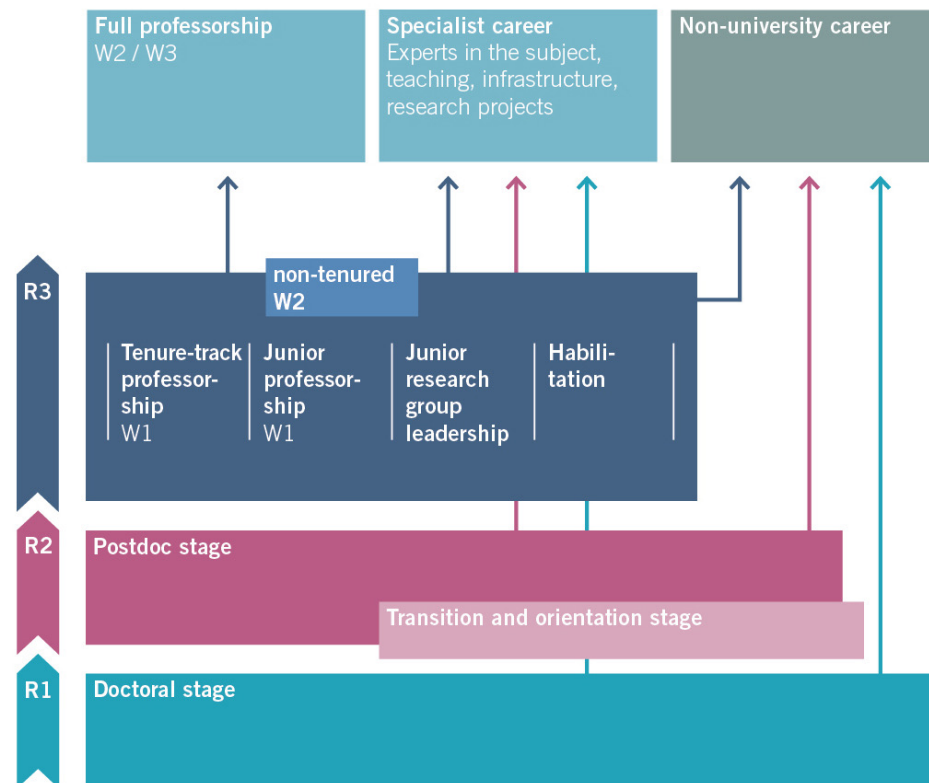 Full professorship
W2 / W3
Specialist career
Experts in the subject,
teaching, infrastructure,
research projects
Non-university career
R3
non-tenured
W2
Tenure-track
professor-
ship
W1
Junior
professor-
ship
W1
Junior
research
group
leadership
Habili-
tation
R2
Postdoc stage
Transition and orientation stage
R1
Doctoral stage